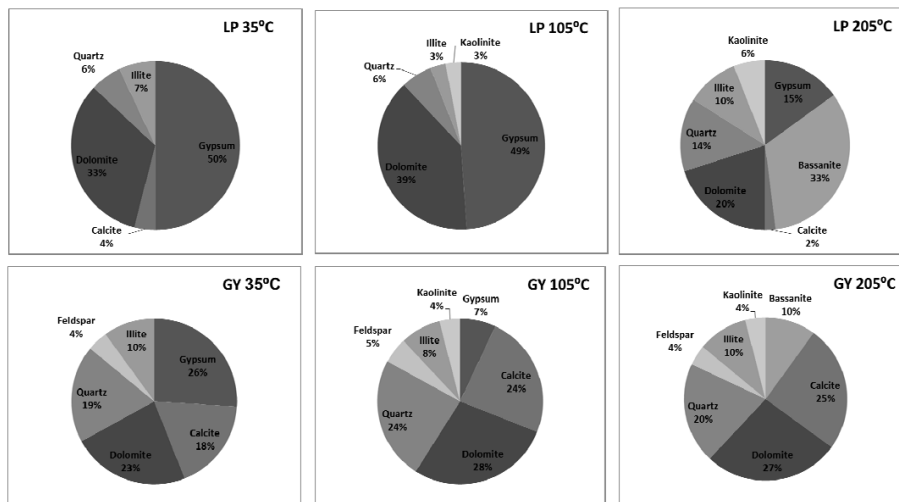 LP 35°C
Quartz
6%
Illite
7%
Gypsum
50%
Dolomite
33%
Calcite
4%
LP 105°C
Illite
3%
Kaolinite
3%
Quartz
6%
Gypsum
49%
Dolomite
39%
LP 205°C
Kaolinite
6%
Gypsum
15%
Illite
10%
Quartz
14%
Bassanite
33%
Dolomite
20%
Calcite
2%
GY 35°C
Feldspar
4%
Illite
10%
Gypsum
26%
Quartz
19%
Calcite
18%
Dolomite
23%
GY 105°C
Kaolinite
4%
Gypsum
7%
Feldspar
5%
Illite
8%
Calcite
24%
Quartz
24%
Dolomite
28%
GY 205°C
Kaolinite
4%
Bassanite
10%
Feldspar
4%
Illite
10%
Calcite
25%
Quartz
20%
Dolomite
27%